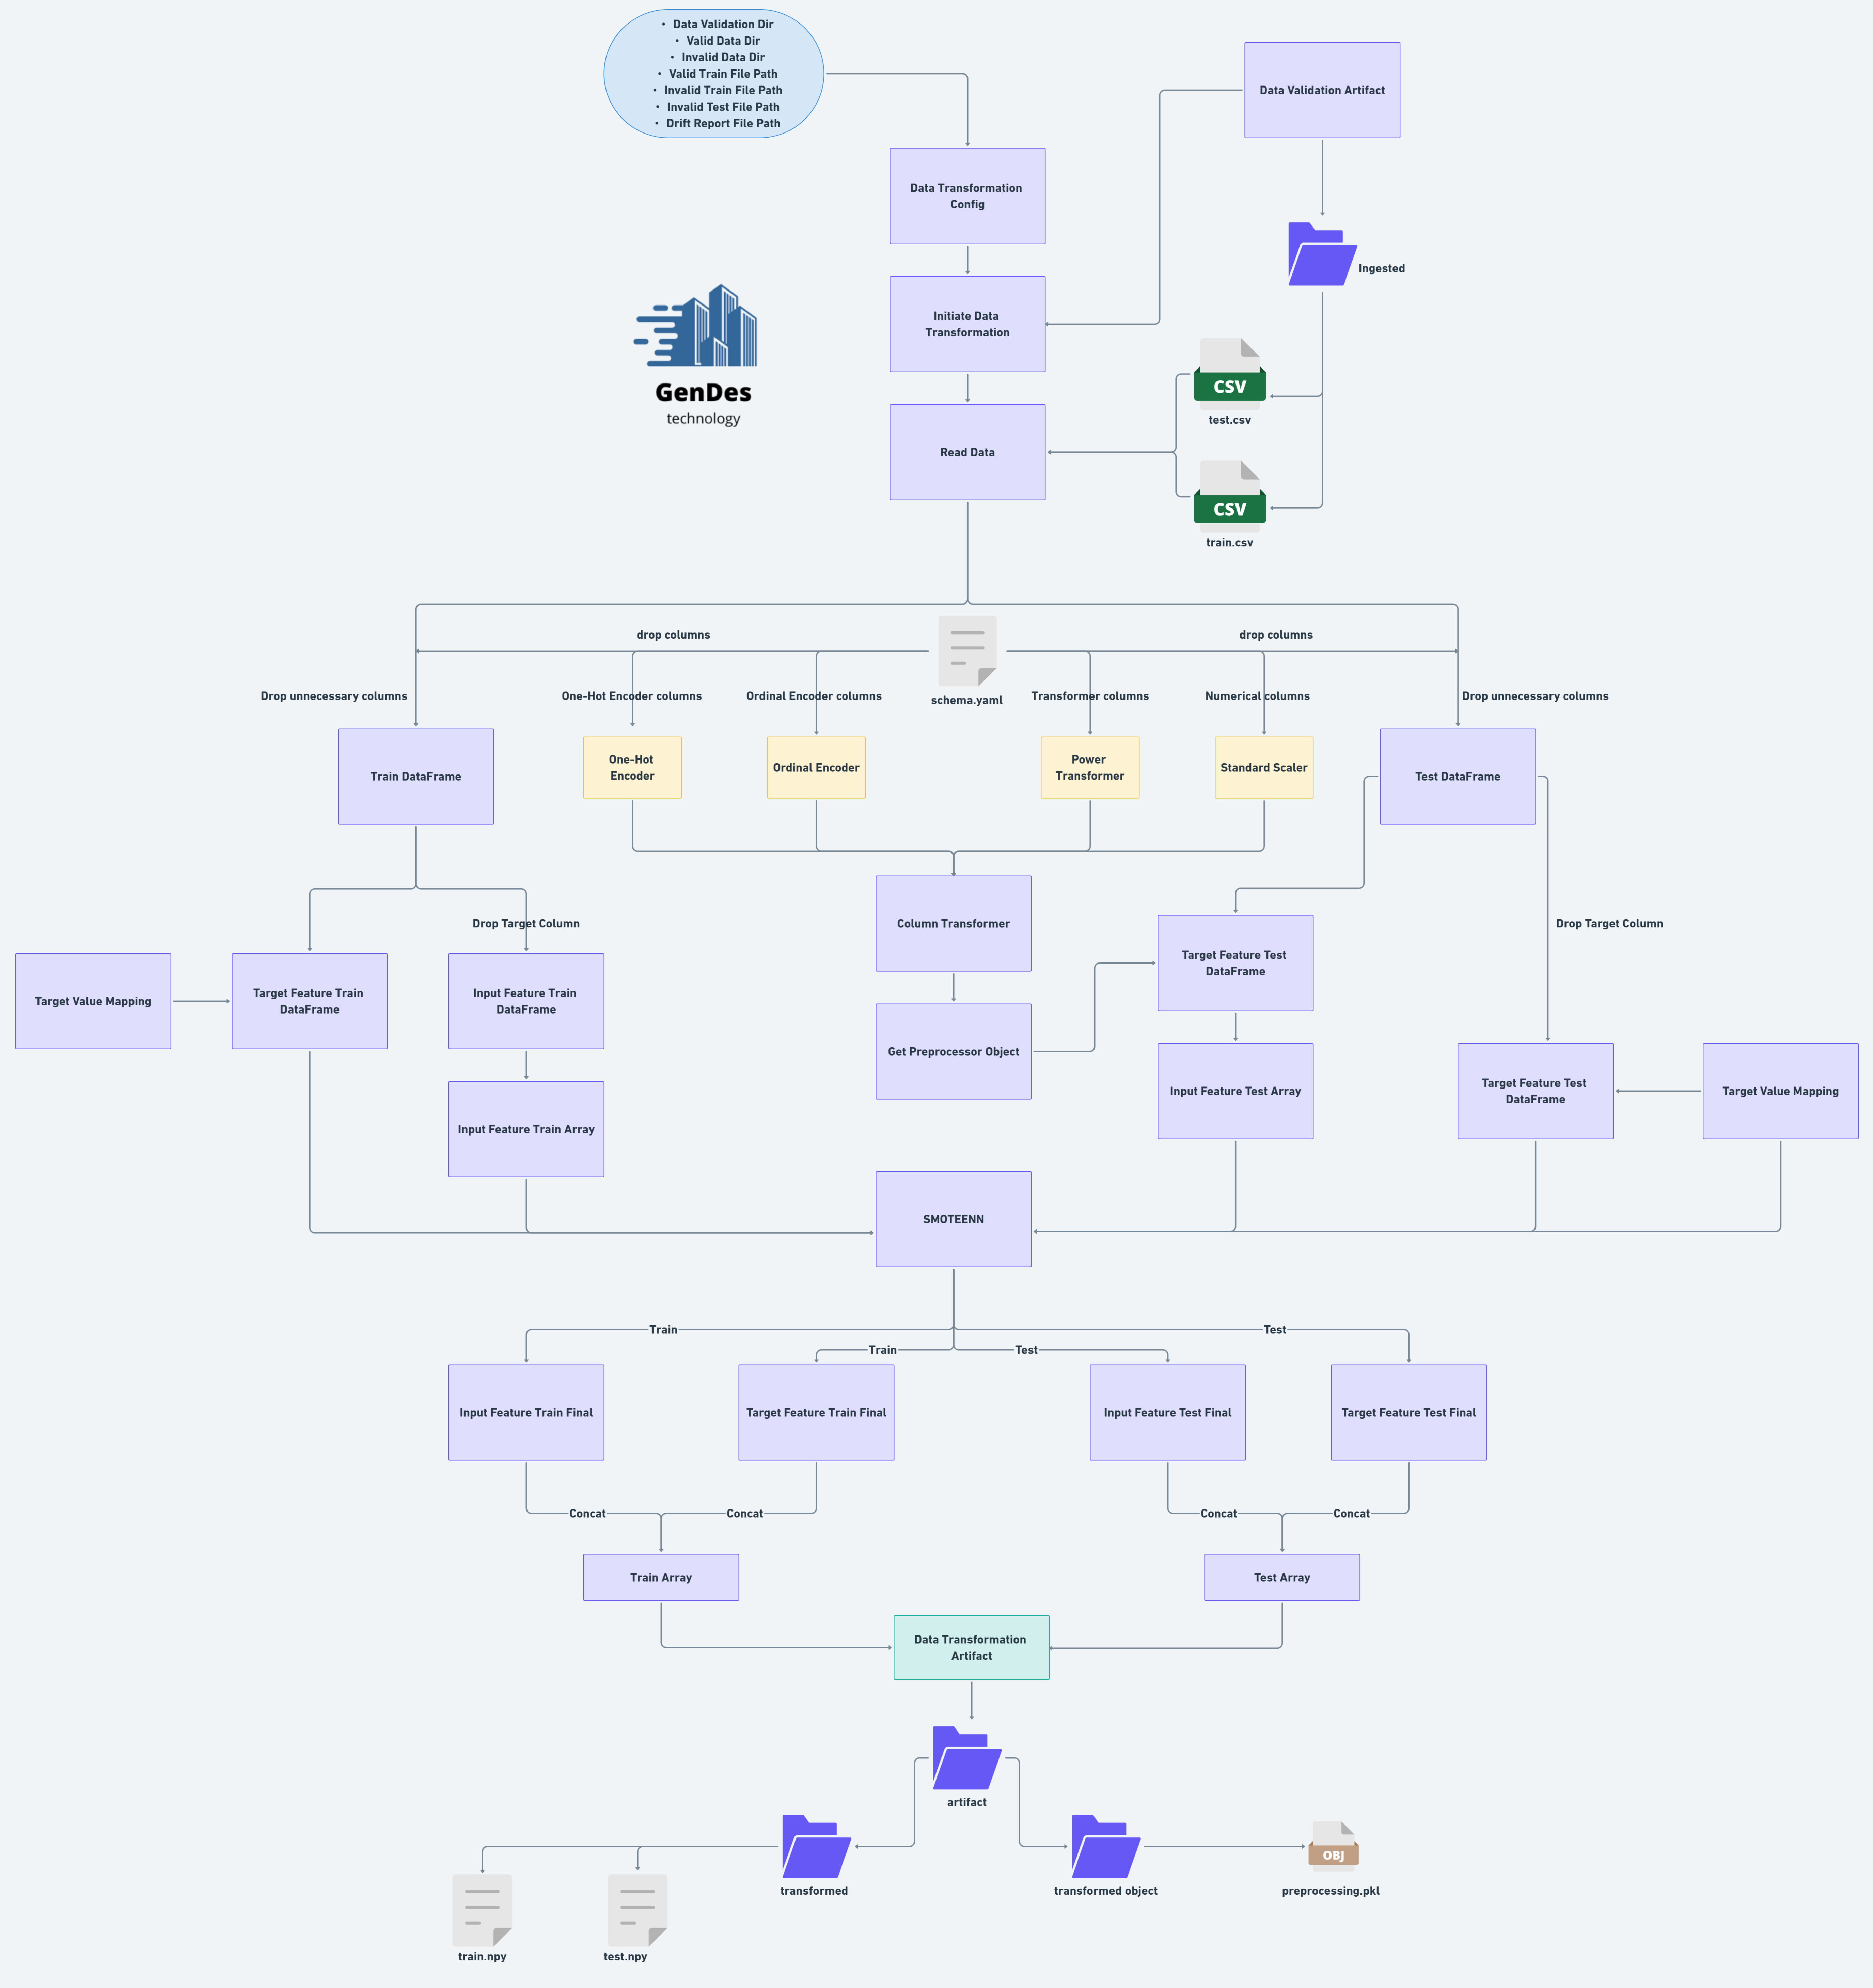 • Data Validation Dir
• Valid Data Dir
• Invalid Data Dir
• Valid Train File Path
• Invalid Train File Path
• Invalid Test File Path
• Drift Report File Path
Data Validation Artifact
Data Transformation
Config
Ingested
Initiate Data
Transformation
GenDes
technology
CSV
test.csv
Read Data
CSV
train.csv
drop columns
drop columns
Drop unnecessary columns
One-Hot Encoder columns
Ordinal Encoder columns
schema.yaml
Transformer columns
Numerical columns
Drop unnecessary columns
Train DataFrame
One-Hot
Encoder
Ordinal Encoder
Power
Transformer
Standard Scaler
Test DataFrame
Drop Target Column
Column Transformer
Drop Target Column
Target Value Mapping
Target Feature Train
DataFrame
Input Feature Train
DataFrame
Target Feature Test
DataFrame
Get Preprocessor Object
Input Feature Test Array
Target Feature Test
DataFrame
Target Value Mapping
Input Feature Train Array
SMOTEENN
Train
Test
Train
Test
Input Feature Train Final
Target Feature Train Final
Input Feature Test Final
Target Feature Test Final
Concat
Concat
Concat
Concat
Train Array
Test Array
Data Transformation
Artifact
artifact
transformed
transformed object
OBJ
preprocessing.pkl
train.npy
test.npy